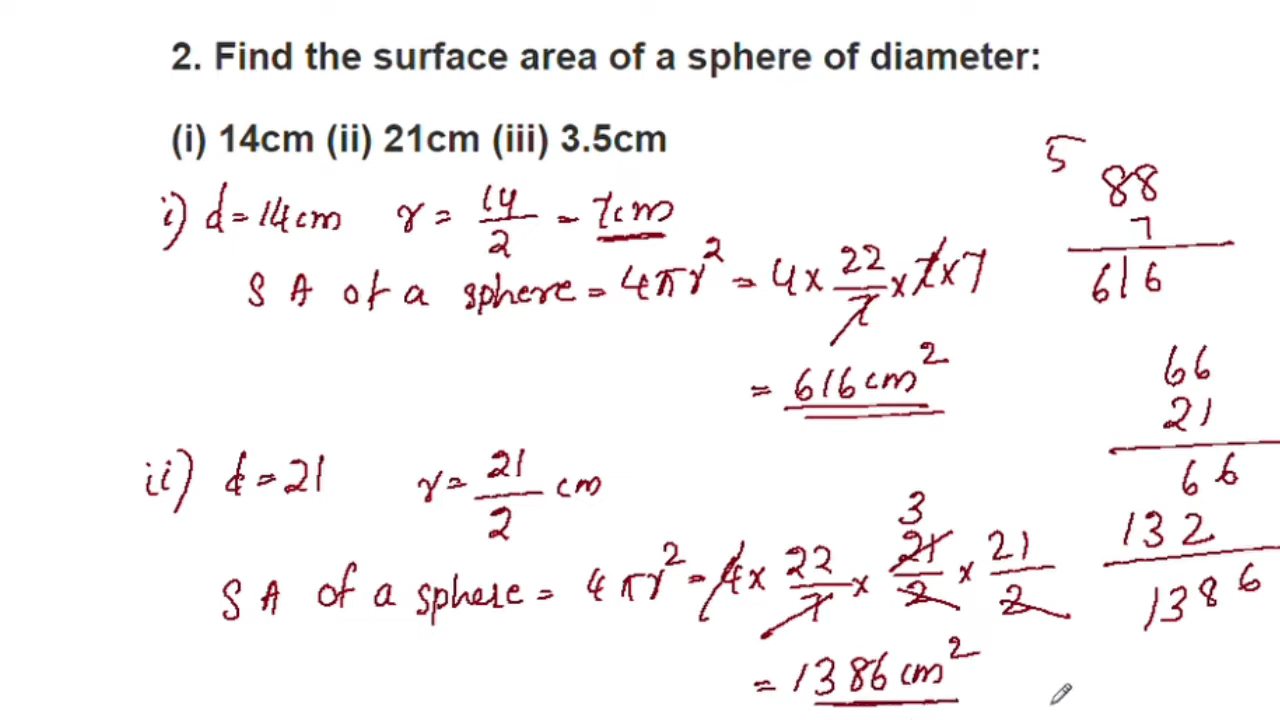 2. Find the surface area of a sphere of diameter:
(i) 14cm (ii) 21cm (iii) 3.5cm
i) d=14cm r = 14/2 = 7cm
S A of a sphere = 4πr² = 4 × 22/7 × 7 × 7
= 616 cm²
ii) d=21 r = 21/2 cm
3
S A of a sphere = 4πr² = 4 × 22/7 × 21/2 × 21/2
= 1386 cm²
5
88
7
616
66
21
66
132
1386